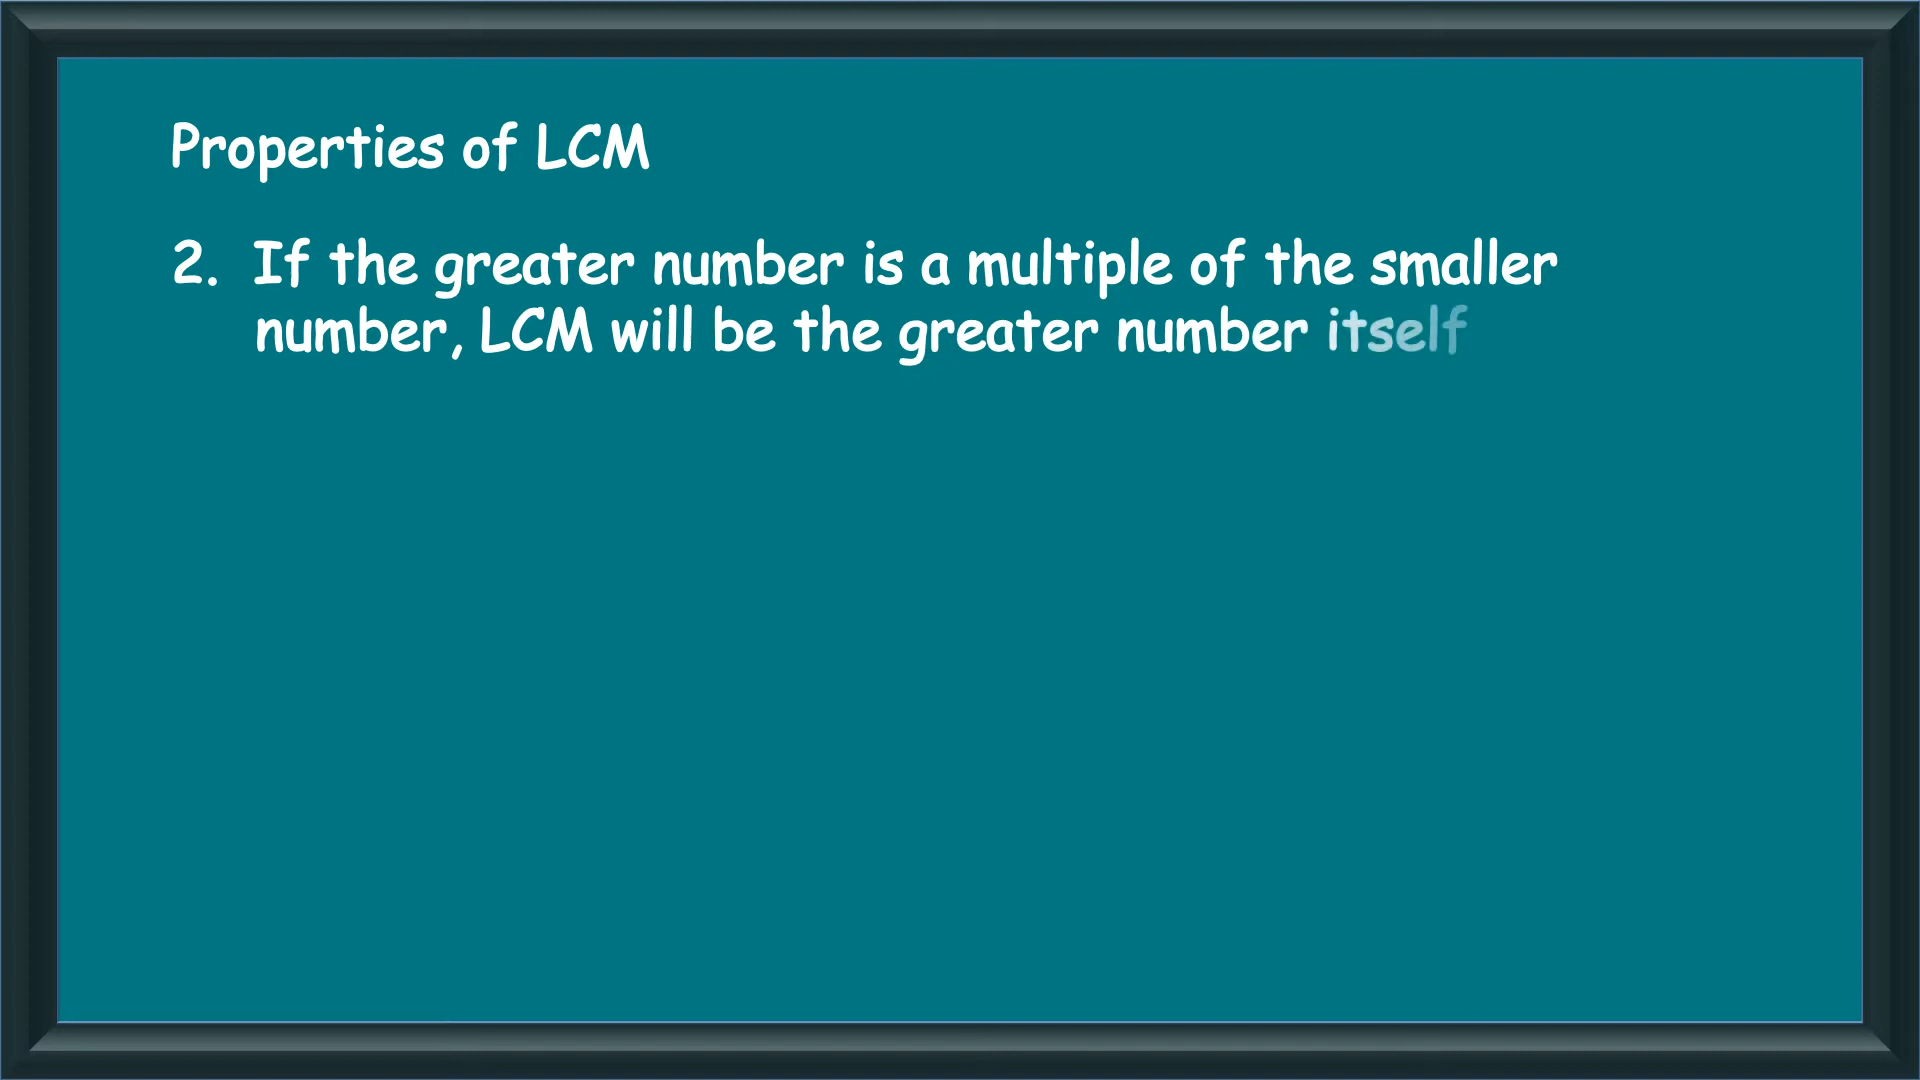 Properties of LCM
2. If the greater number is a multiple of the smaller
number, LCM will be the greater number itself